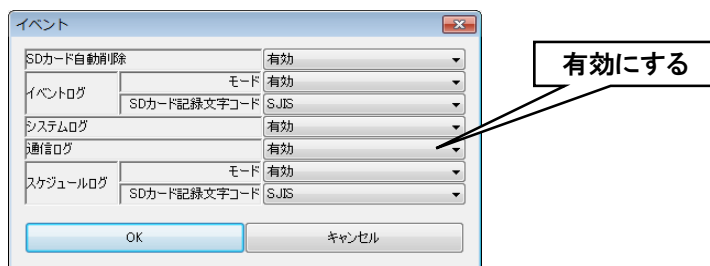 イベント
SDカード自動削除 有効
イベントログ モード 有効
SDカード記録文字コード SJIS
システムログ 有効
通信ログ 有効
スケジュールログ モード 有効
SDカード記録文字コード SJIS
OK キャンセル
有効にする